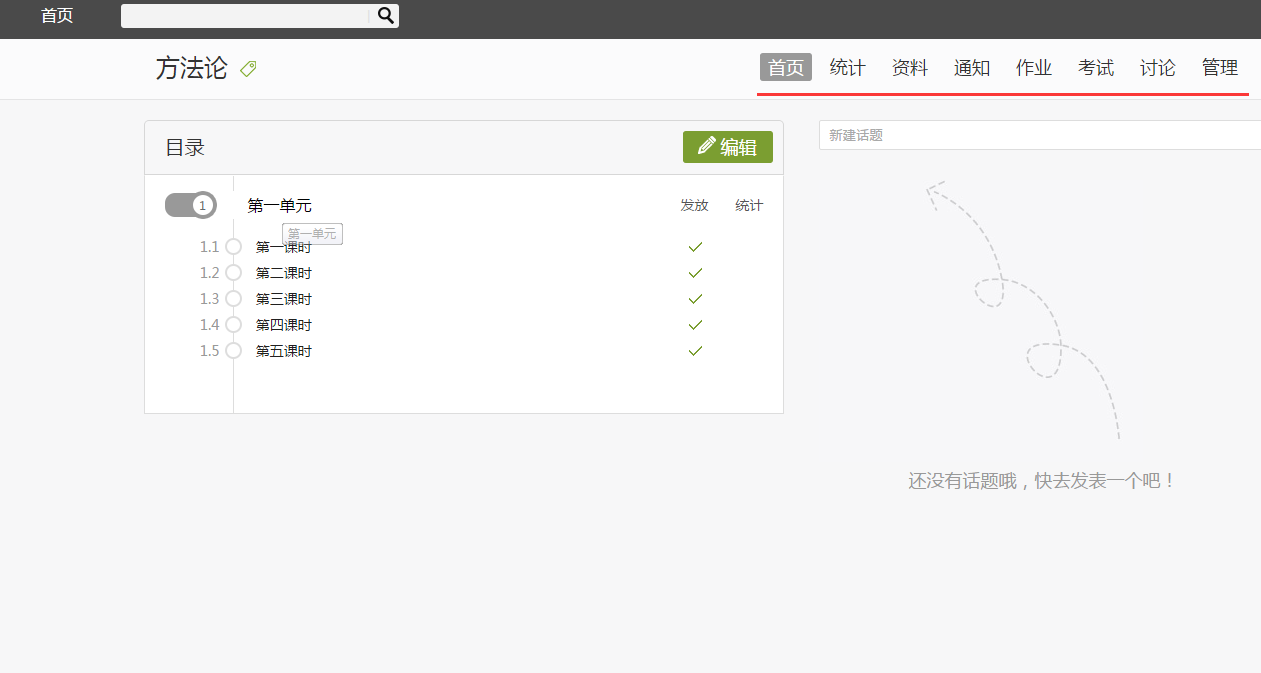 首页
方法论
首页 统计 资料 通知 作业 考试 讨论 管理
目录
编辑
新建话题
1 第一单元 发放 统计
第一单元
1.1 第一课时
1.2 第二课时
1.3 第三课时
1.4 第四课时
1.5 第五课时
还没有话题哦，快去发表一个吧！